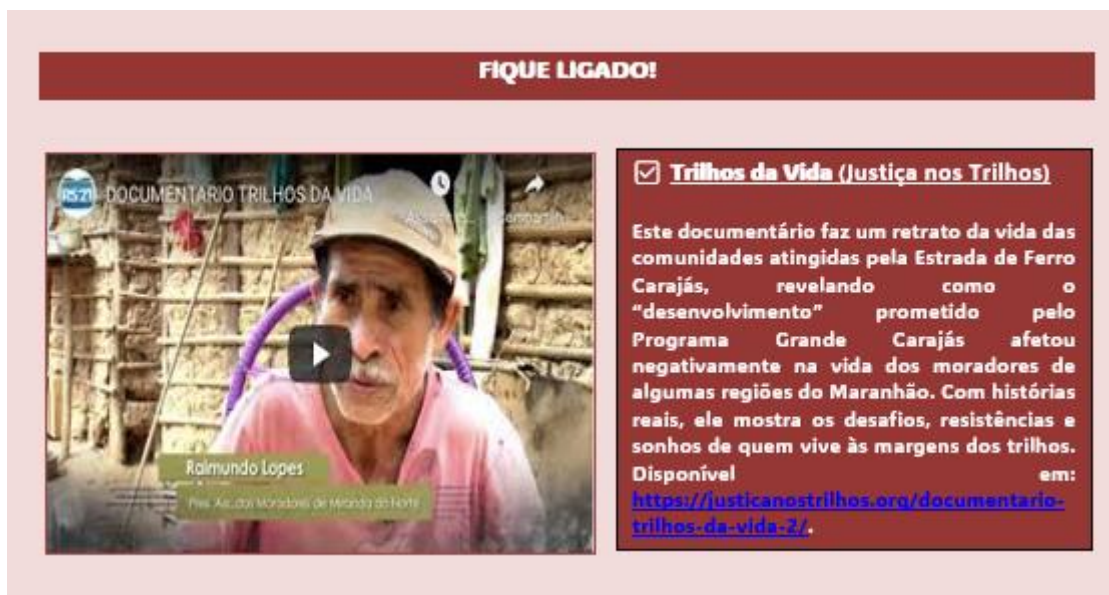 FIQUE LIGADO!
RS21 DOCUMENTARIO TRILHOS DA VIDA
Raimundo Lopes
Pres. Ass. dos Moradores de Miranda do Norte
Trilhos da Vida (Justiça nos Trilhos)
Este documentário faz um retrato da vida das
comunidades atingidas pela Estrada de Ferro
Carajás, revelando como o
“desenvolvimento” prometido pelo
Programa Grande Carajás afetou
negativamente na vida dos moradores de
algumas regiões do Maranhão. Com histórias
reais, ele mostra os desafios, resistências e
sonhos de quem vive às margens dos trilhos.
Disponível em:
https://justicanostrilhos.org/documentario-
trilhos-da-vida-2/.